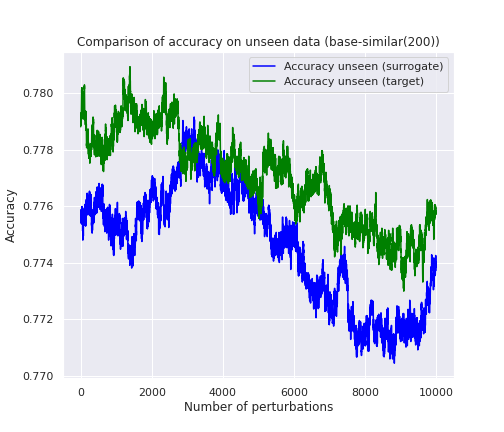 Comparison of accuracy on unseen data (base-similar(200))
Accuracy unseen (surrogate)
Accuracy unseen (target)
0.780
0.778
0.776
0.774
0.772
0.770
Accuracy
0 2000 4000 6000 8000 10000
Number of perturbations